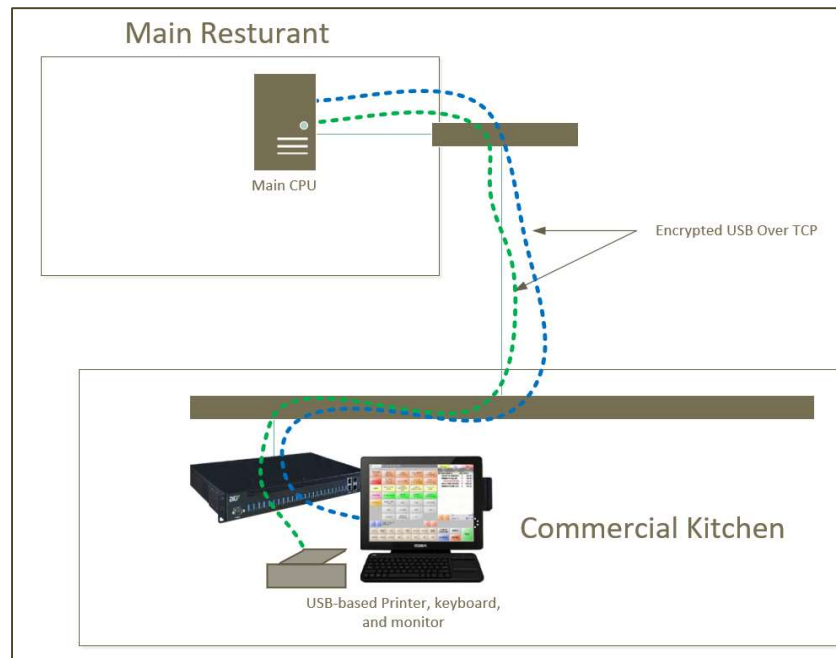 Main Resturant
Main CPU
Encrypted USB Over TCP
Commercial Kitchen
USB-based Printer, keyboard,
and monitor